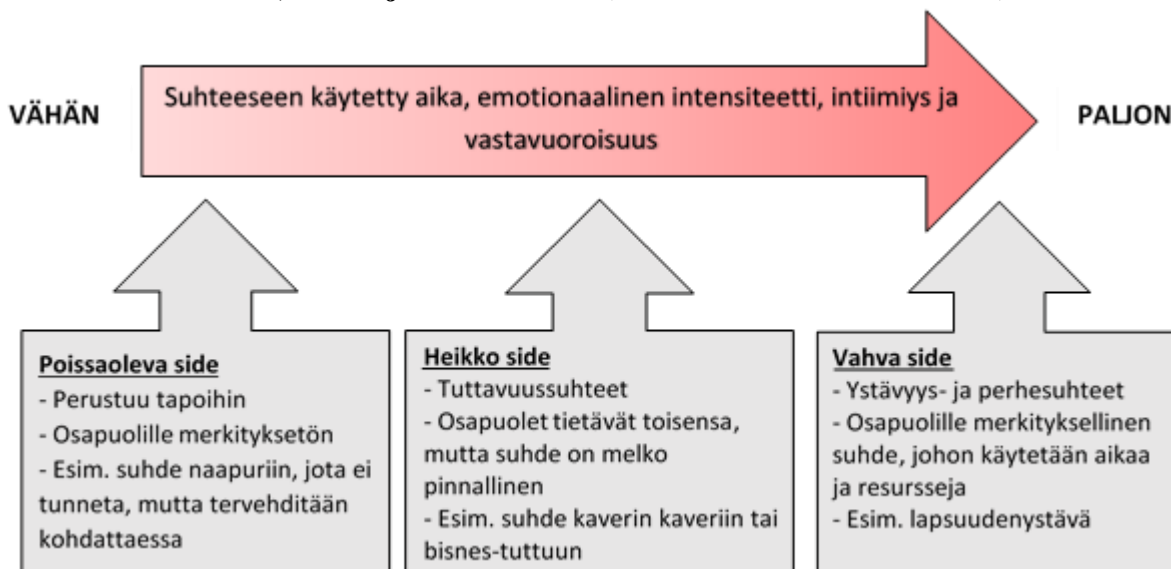 VÄHÄN
Suhteeseen käytetty aika, emotionaalinen intensiteetti, intiimiys ja
vastavuoroisuus
PALJON
Poissaoleva side
- Perustuu tapoihin
- Osapuolille merkityksetön
- Esim. suhde naapuriin, jota ei
tunneta, mutta tervehditään
kohdattaessa
Heikko side
- Tuttavuussuhteet
- Osapuolet tietävät toisensa,
mutta suhde on melko
pinnallinen
- Esim. suhde kaverin kaveriin tai
bisnes-tuttuun
Vahva side
- Ystävyys- ja perhesuhteet
- Osapuolille merkityksellinen
suhde, johon käytetään aikaa
ja resursseja
- Esim. lapsuudenystävä